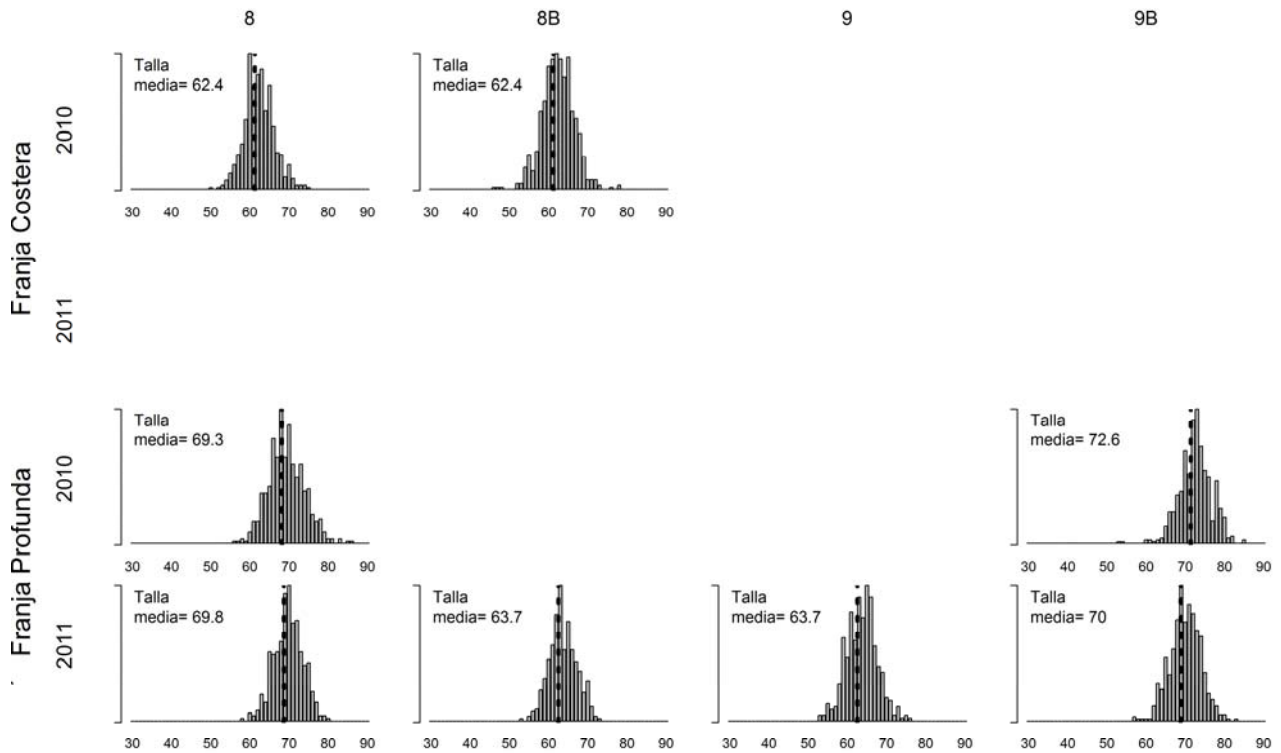 8 8B 9 9B
Franja Costera
2010
Talla
media= 62.4
30 40 50 60 70 80 90
Talla
media= 62.4
30 40 50 60 70 80 90
2011
Franja Profunda
2010
Talla
media= 69.3
30 40 50 60 70 80 90
Talla
media= 72.6
30 40 50 60 70 80 90
2011
Talla
media= 69.8
30 40 50 60 70 80 90
Talla
media= 63.7
30 40 50 60 70 80 90
Talla
media= 63.7
30 40 50 60 70 80 90
Talla
media= 70
30 40 50 60 70 80 90